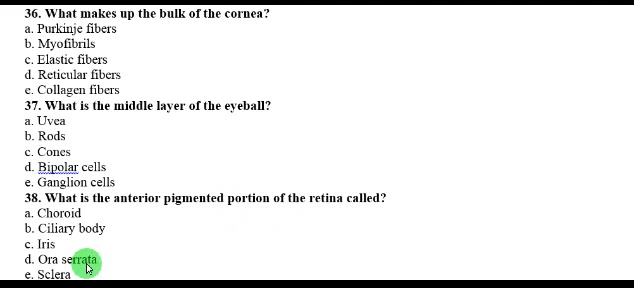 36. What makes up the bulk of the cornea?
a. Purkinje fibers
b. Myofibrils
c. Elastic fibers
d. Reticular fibers
e. Collagen fibers
37. What is the middle layer of the eyeball?
a. Uvea
b. Rods
c. Cones
d. Bipolar cells
e. Ganglion cells
38. What is the anterior pigmented portion of the retina called?
a. Choroid
b. Ciliary body
c. Iris
d. Ora serrata
e. Sclera